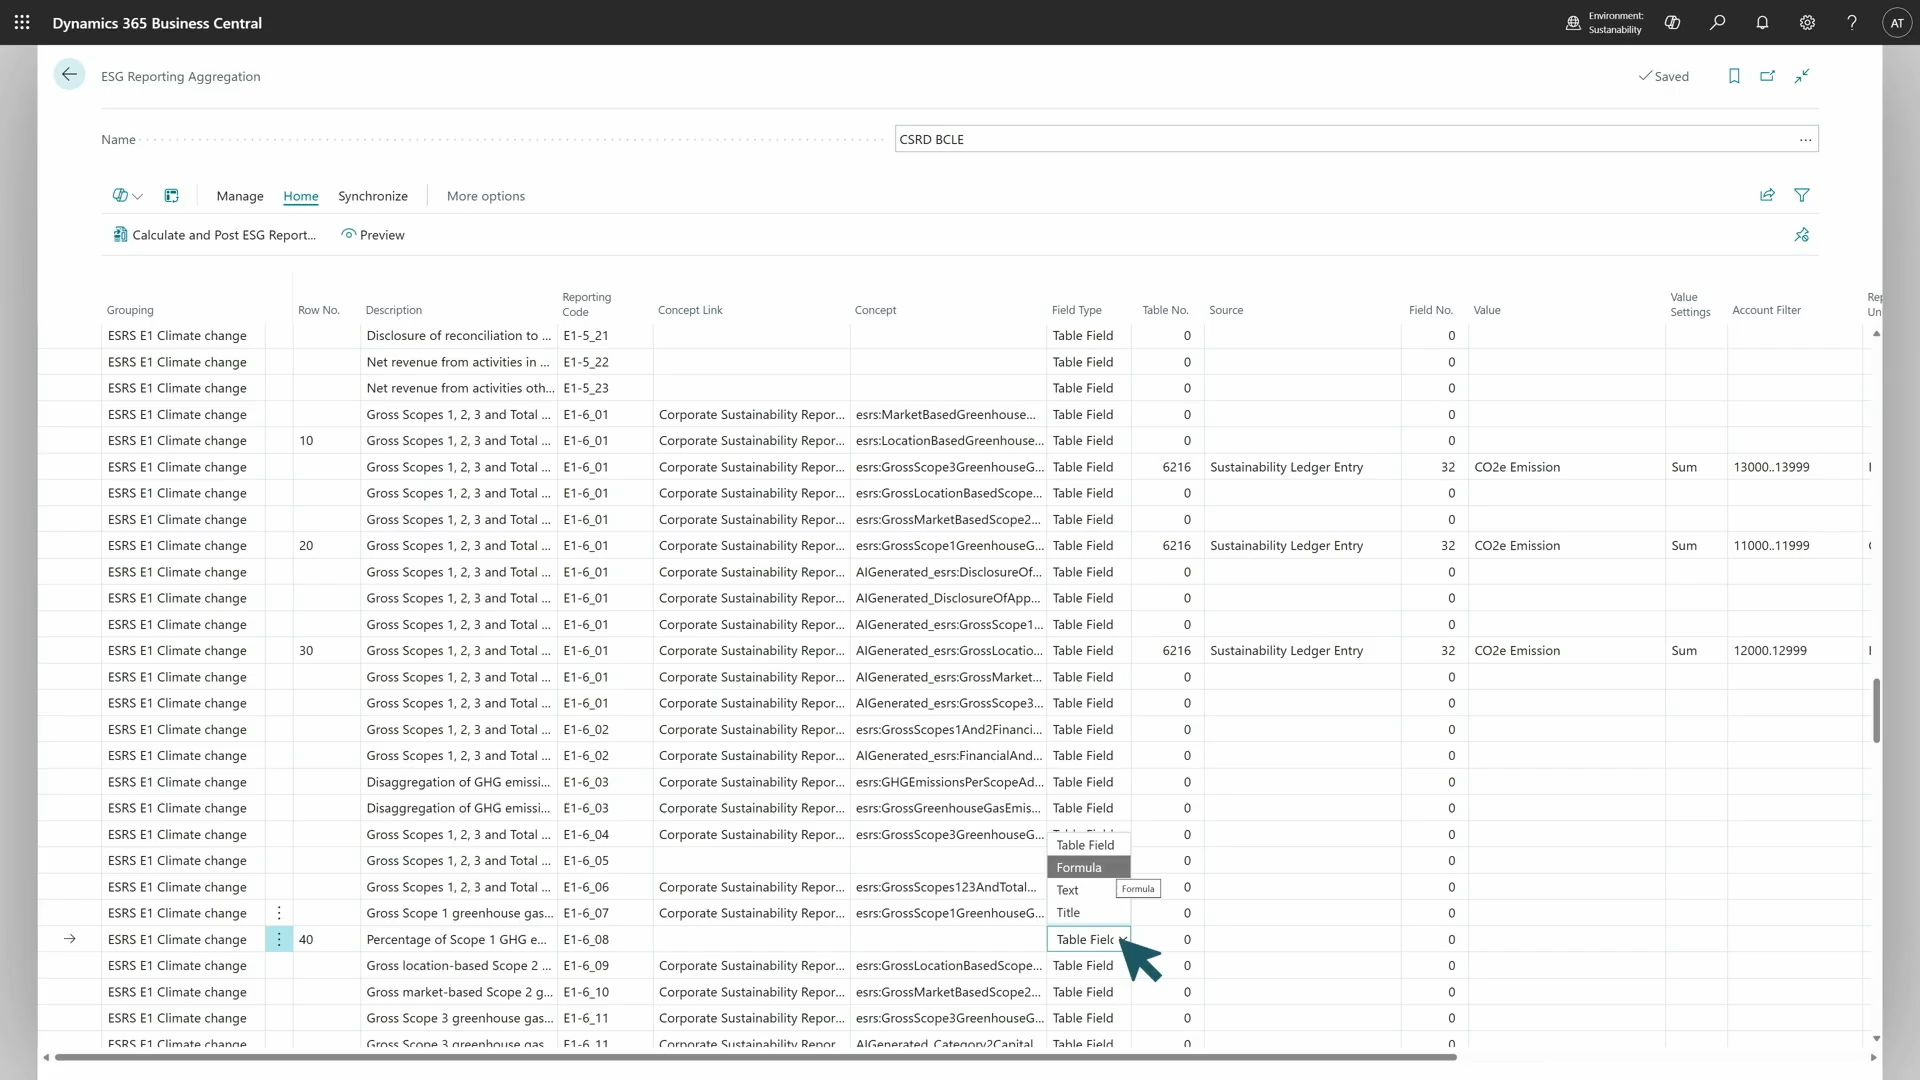 Dynamics 365 Business Central
Environment:
Sustanability
AT
ESG Reporting Aggregation
Saved
Name
CSRD BCLE
Manage Home Synchronize More options
Calculate and Post ESG Report... Preview
Grouping Row No. Description Reporting Code Concept Link Concept Field Type Table No. Source Field No. Value Value Settings Account Filter Rep Un
ESRS E1 Climate change Disclosure of reconciliation to ... E1-5_21 Table Field 0 0
ESRS E1 Climate change Net revenue from activities in ... E1-5_22 Table Field 0 0
ESRS E1 Climate change Net revenue from activities oth... E1-5_23 Table Field 0 0
ESRS E1 Climate change Gross Scopes 1, 2, 3 and Total ... E1-6_01 Corporate Sustainability Repor... esrs:MarketBasedGreenhouse... Table Field 0 0
ESRS E1 Climate change 10 Gross Scopes 1, 2, 3 and Total ... E1-6_01 Corporate Sustainability Repor... esrs:LocationBasedGreenhouse... Table Field 0 0
ESRS E1 Climate change Gross Scopes 1, 2, 3 and Total ... E1-6_01 Corporate Sustainability Repor... esrs:GrossScope3GreenhouseG... Table Field 6216 Sustainability Ledger Entry 32 CO2e Emission Sum 13000..13999
ESRS E1 Climate change Gross Scopes 1, 2, 3 and Total ... E1-6_01 Corporate Sustainability Repor... esrs:GrossLocationBasedScope... Table Field 0 0
ESRS E1 Climate change Gross Scopes 1, 2, 3 and Total ... E1-6_01 Corporate Sustainability Repor... esrs:GrossMarketBasedScope2... Table Field 0 0
ESRS E1 Climate change 20 Gross Scopes 1, 2, 3 and Total ... E1-6_01 Corporate Sustainability Repor... esrs:GrossScope1GreenhouseG... Table Field 6216 Sustainability Ledger Entry 32 CO2e Emission Sum 11000..11999
ESRS E1 Climate change Gross Scopes 1, 2, 3 and Total ... E1-6_01 Corporate Sustainability Repor... AIGenerated_esrs:DisclosureOf... Table Field 0 0
ESRS E1 Climate change Gross Scopes 1, 2, 3 and Total ... E1-6_01 Corporate Sustainability Repor... AIGenerated_DisclosureOfApp... Table Field 0 0
ESRS E1 Climate change Gross Scopes 1, 2, 3 and Total ... E1-6_01 Corporate Sustainability Repor... AIGenerated_esrs:GrossScope1... Table Field 0 0
ESRS E1 Climate change 30 Gross Scopes 1, 2, 3 and Total ... E1-6_01 Corporate Sustainability Repor... AIGenerated_esrs:GrossLocatio... Table Field 6216 Sustainability Ledger Entry 32 CO2e Emission Sum 12000.12999
ESRS E1 Climate change Gross Scopes 1, 2, 3 and Total ... E1-6_01 Corporate Sustainability Repor... AIGenerated_esrs:GrossMarket... Table Field 0 0
ESRS E1 Climate change Gross Scopes 1, 2, 3 and Total ... E1-6_01 Corporate Sustainability Repor... AIGenerated_esrs:GrossScope3... Table Field 0 0
ESRS E1 Climate change Gross Scopes 1, 2, 3 and Total ... E1-6_02 Corporate Sustainability Repor... esrs:GrossScopes1And2Financi... Table Field 0 0
ESRS E1 Climate change Gross Scopes 1, 2, 3 and Total ... E1-6_02 Corporate Sustainability Repor... AIGenerated_esrs:FinancialAnd... Table Field 0 0
ESRS E1 Climate change Disaggregation of GHG emissi... E1-6_03 Corporate Sustainability Repor... esrs:GHGEmissionsPerScopeAd... Table Field 0 0
ESRS E1 Climate change Disaggregation of GHG emissi... E1-6_03 Corporate Sustainability Repor... esrs:GrossGreenhouseGasEmis... Table Field 0 0
ESRS E1 Climate change Gross Scopes 1, 2, 3 and Total ... E1-6_04 Corporate Sustainability Repor... esrs:GrossScope3GreenhouseG... 0 0
Table Field
ESRS E1 Climate change Gross Scopes 1, 2, 3 and Total ... E1-6_05 0 0
Formula
ESRS E1 Climate change Gross Scopes 1, 2, 3 and Total ... E1-6_06 Corporate Sustainability Repor... esrs:GrossScopes123AndTotal... Text Formula 0 0
ESRS E1 Climate change Gross Scope 1 greenhouse gas... E1-6_07 Corporate Sustainability Repor... esrs:GrossScope1GreenhouseG... Title 0 0
ESRS E1 Climate change 40 Percentage of Scope 1 GHG e... E1-6_08 Table Fielc 0 0
ESRS E1 Climate change Gross location-based Scope 2 ... E1-6_09 Corporate Sustainability Repor... esrs:GrossLocationBasedScope... Table Field 0 0
ESRS E1 Climate change Gross market-based Scope 2 g... E1-6_10 Corporate Sustainability Repor... esrs:GrossMarketBasedScope2... Table Field 0 0
ESRS E1 Climate change Gross Scope 3 greenhouse gas... E1-6_11 Corporate Sustainability Repor... esrs:GrossScope3GreenhouseG... Table Field 0 0
ESRS E1 Climate change Gross Scope 3 greenhouse gas E1-6_11 Corporate Sustainability Repor AIGenerated_Category2Capital Table Field 0 0